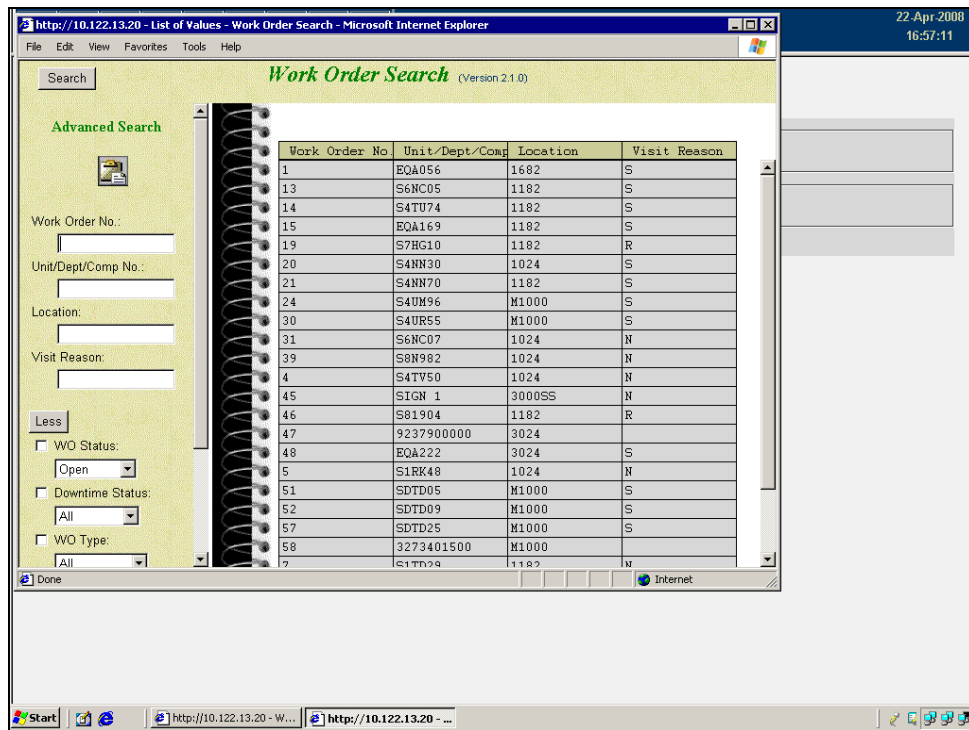 22-Apr-2008
16:57:11
http://10.122.13.20 - List of Values - Work Order Search - Microsoft Internet Explorer
File Edit View Favorites Tools Help
Search
Work Order Search (Version 2.1.0)
Advanced Search
Work Order No.:
Unit/Dept/Comp No.:
Location:
Visit Reason:
Less
WO Status:
Open
Downtime Status:
All
WO Type:
All
Work Order No. Unit/Dept/Comp Location Visit Reason
1 EQA056 1682 S
13 S6NC05 1182 S
14 S4TU74 1182 S
15 EQA169 1182 S
19 S7HG10 1182 R
20 S4NN30 1024 S
21 S4NN70 1182 S
24 S4UM96 M1000 S
30 S4UR55 M1000 S
31 S6NC07 1024 N
39 S8N982 1024 N
4 S4TV50 1024 N
45 SIGN 1 3000SS N
46 S81904 1182 R
47 9237900000 3024
48 EQA222 3024 S
5 S1RK48 1024 N
51 SDTD05 M1000 S
52 SDTD09 M1000 S
57 SDTD25 M1000 S
58 3273401500 M1000
7 S1TD29 1182 N
Done
Internet
Start
http://10.122.13.20 - W...
http://10.122.13.20 - ...